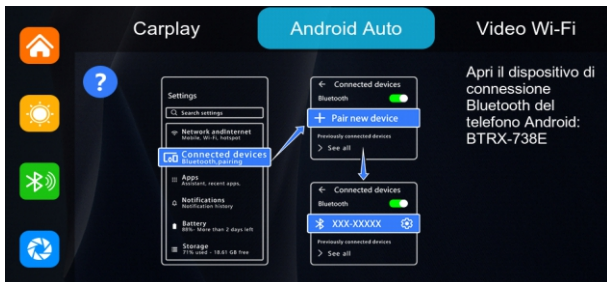 Carplay
Android Auto
Video Wi-Fi
?
Settings
Search settings
Network andInternet
Mobile, Wi-Fi, hotspot
Connected devices
Bluetooth,pairing
Apps
Assistant, recent apps,
Notifications
Notification history
Battery
88%- More than 2 days left
Storage
71% used - 18.61 GB free
← Connected devices
Bluetooth
+ Pair new device
Previously connected devices
> See all
← Connected devices
Bluetooth
XXX-XXXXX
Previously connected devices
> See all
Apri il dispositivo di
connessione
Bluetooth del
telefono Android:
BTRX-738E